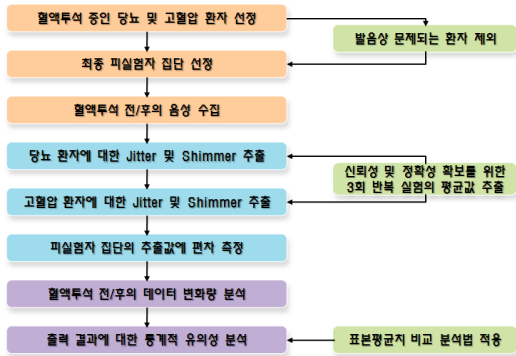 혈액투석 중인 당뇨 및 고혈압 환자 선정
발음상 문제되는 환자 제외
최종 피실험자 집단 선정
혈액투석 전/후의 음성 수집
당뇨 환자에 대한 Jitter 및 Shimmer 추출
신뢰성 및 정확성 확보를 위한
3회 반복 실험의 평균값 추출
고혈압 환자에 대한 Jitter 및 Shimmer 추출
피실험자 집단의 추출값에 편차 측정
혈액투석 전/후의 데이터 변화량 분석
출력 결과에 대한 통계적 유의성 분석
표본평균치 비교 분석법 적용